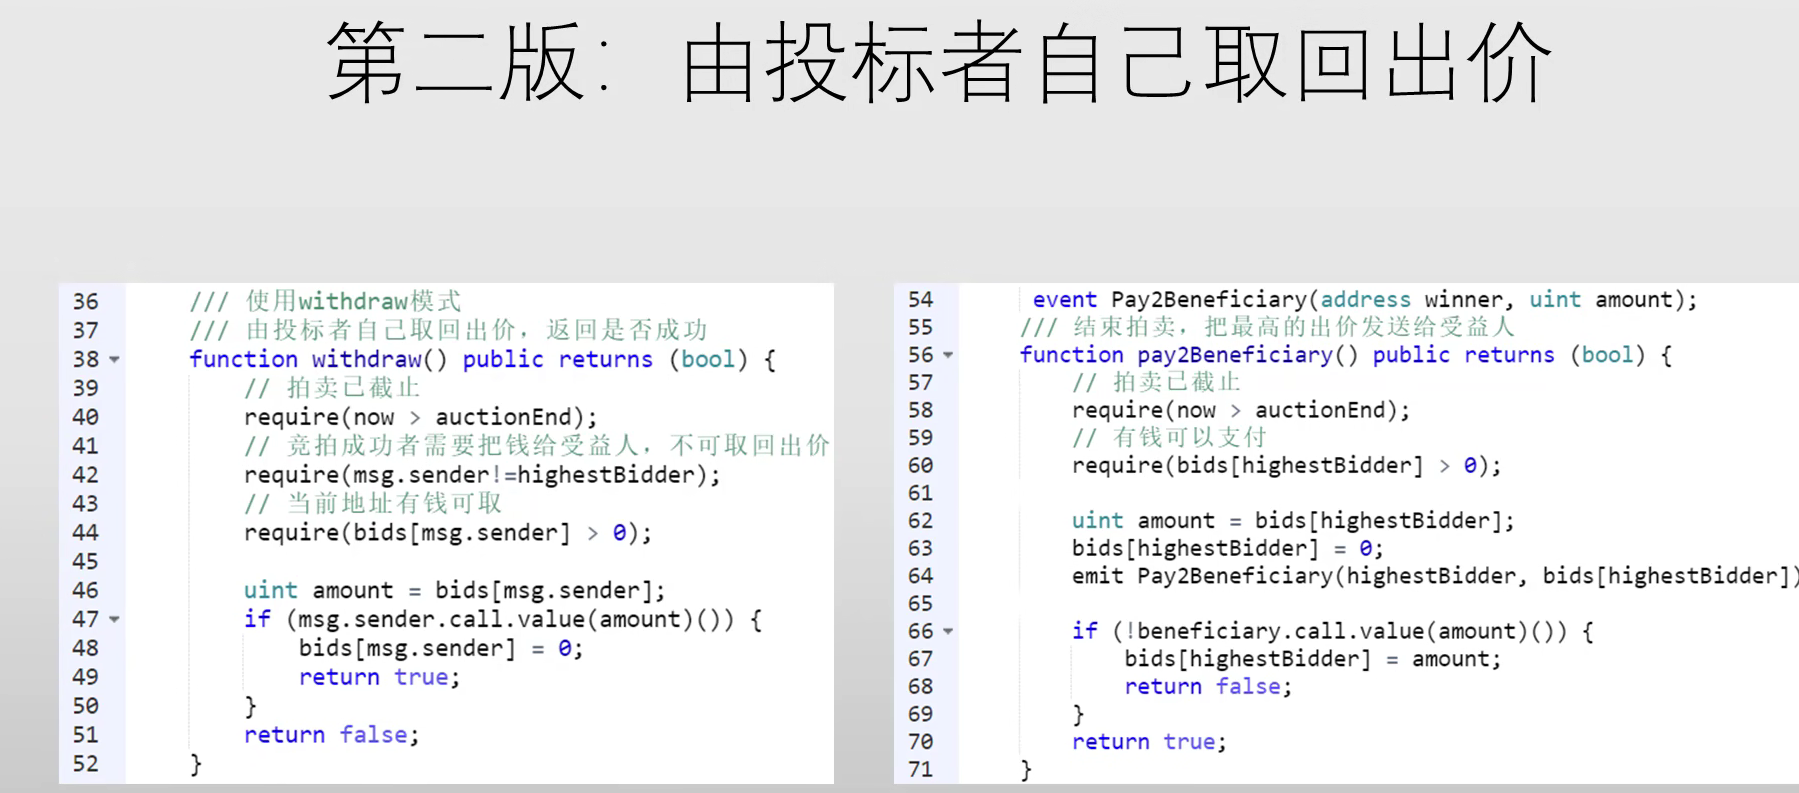 第二版：由投标者自己取回出价
36 /// 使用withdraw模式
37 /// 由投标者自己取回出价，返回是否成功
38 function withdraw() public returns (bool) {
39 // 拍卖已截止
40 require(now > auctionEnd);
41 // 竞拍成功者需要把钱给受益人，不可取回出价
42 require(msg.sender!=highestBidder);
43 // 当前地址有钱可取
44 require(bids[msg.sender] > 0);
45
46 uint amount = bids[msg.sender];
47 if (msg.sender.call.value(amount)()) {
48 bids[msg.sender] = 0;
49 return true;
50 }
51 return false;
52 }
54 event Pay2Beneficiary(address winner, uint amount);
55 /// 结束拍卖，把最高的出价发送给受益人
56 function pay2Beneficiary() public returns (bool) {
57 // 拍卖已截止
58 require(now > auctionEnd);
59 // 有钱可以支付
60 require(bids[highestBidder] > 0);
61
62 uint amount = bids[highestBidder];
63 bids[highestBidder] = 0;
64 emit Pay2Beneficiary(highestBidder, bids[highestBidder])
65
66 if (!beneficiary.call.value(amount)()) {
67 bids[highestBidder] = amount;
68 return false;
69 }
70 return true;
71 }